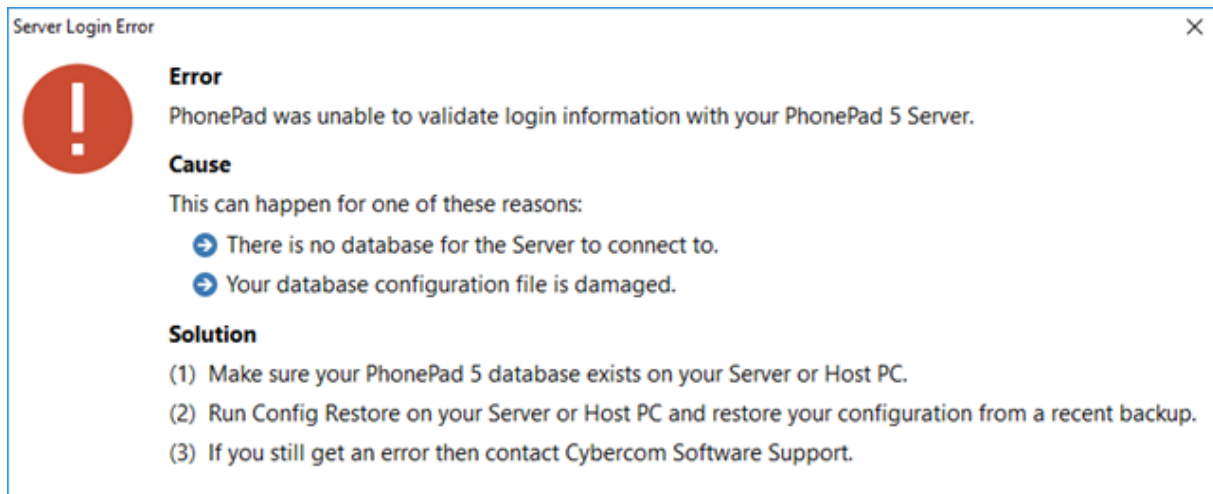 Server Login Error
Error
PhonePad was unable to validate login information with your PhonePad 5 Server.
Cause
This can happen for one of these reasons:
There is no database for the Server to connect to.
Your database configuration file is damaged.
Solution
(1) Make sure your PhonePad 5 database exists on your Server or Host PC.
(2) Run Config Restore on your Server or Host PC and restore your configuration from a recent backup.
(3) If you still get an error then contact Cybercom Software Support.